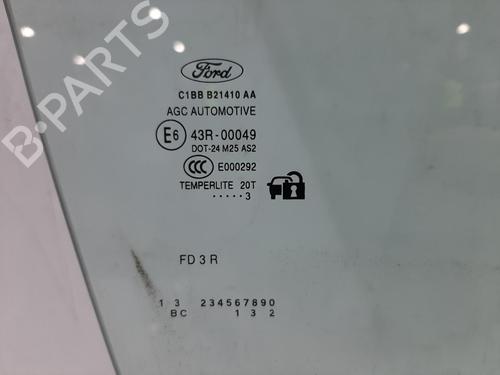 B-PARTS
Ford
C1BB B21410 AA
AGC AUTOMOTIVE
E6 43R-00049
DOT-24 M25 AS2
CCC E000292
TEMPERLITE 20T
.....3
FD 3 R
1 3 234567890
BC 1 3 2